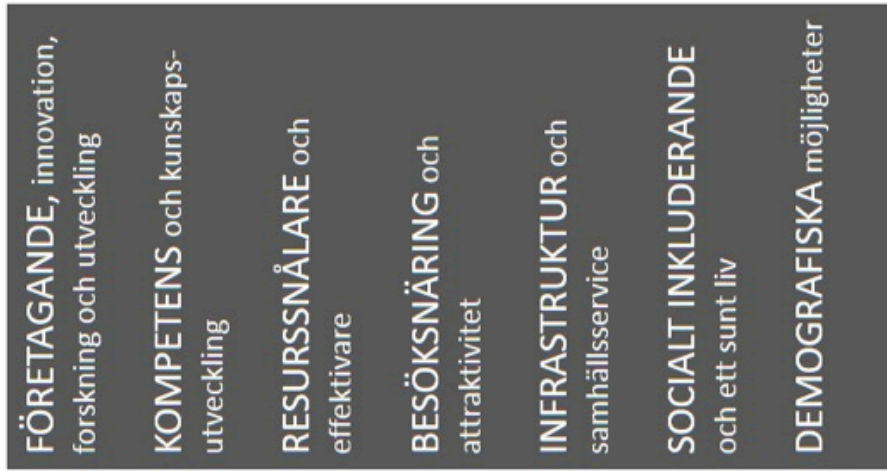 FÖRETAGANDE, innovation,
forskning och utveckling
KOMPETENS och kunskaps-
utveckling
RESURSSNÅLARE och
effektivare
BESÖKSNÄRING och
attraktivitet
INFRASTRUKTUR och
samhällsservice
SOCIALT INKLUDERANDE
och ett sunt liv
DEMOGRAFISKA möjligheter